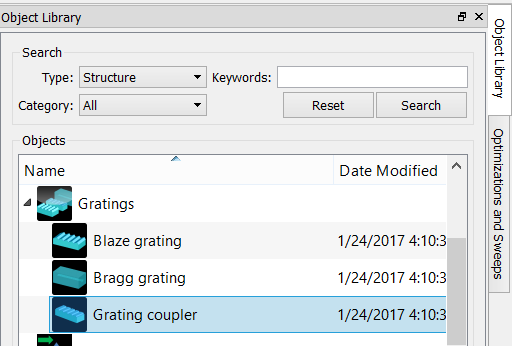 Object Library
Search
Type: Structure Keywords:
Category: All Reset Search
Objects
Name Date Modified
Gratings
Blaze grating 1/24/2017 4:10:3
Bragg grating 1/24/2017 4:10:3
Grating coupler 1/24/2017 4:10:3
Object Library
Optimizations and Sweeps